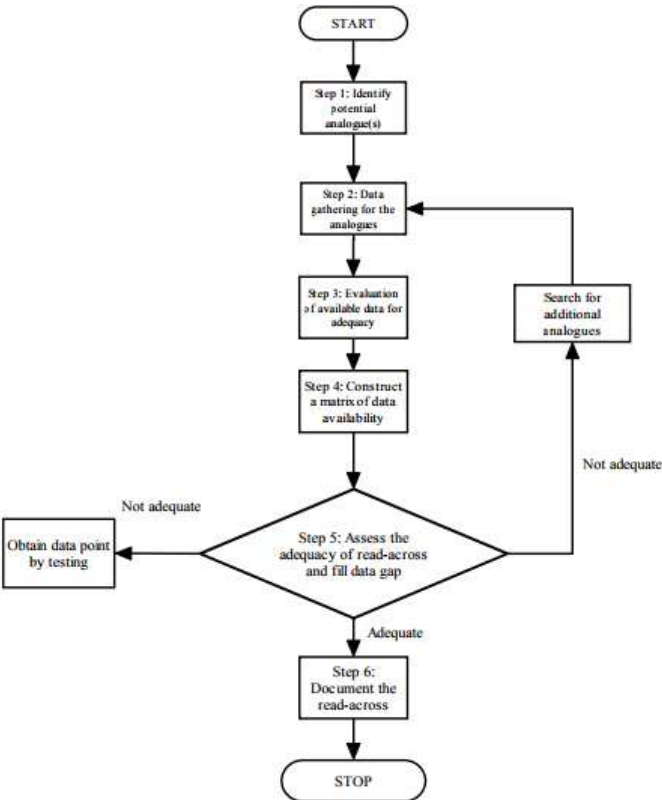 START
Step 1: Identify
potential
analogue(s)
Step 2: Data
gathering for the
analogues
Step 3: Evaluation
of available data for
adequacy
Search for
additional
analogues
Step 4: Construct
a matrix of data
availability
Not adequate
Not adequate
Obtain data point
by testing
Step 5: Assess the
adequacy of read-across
and fill data gap
Adequate
Step 6:
Document the
read-across
STOP